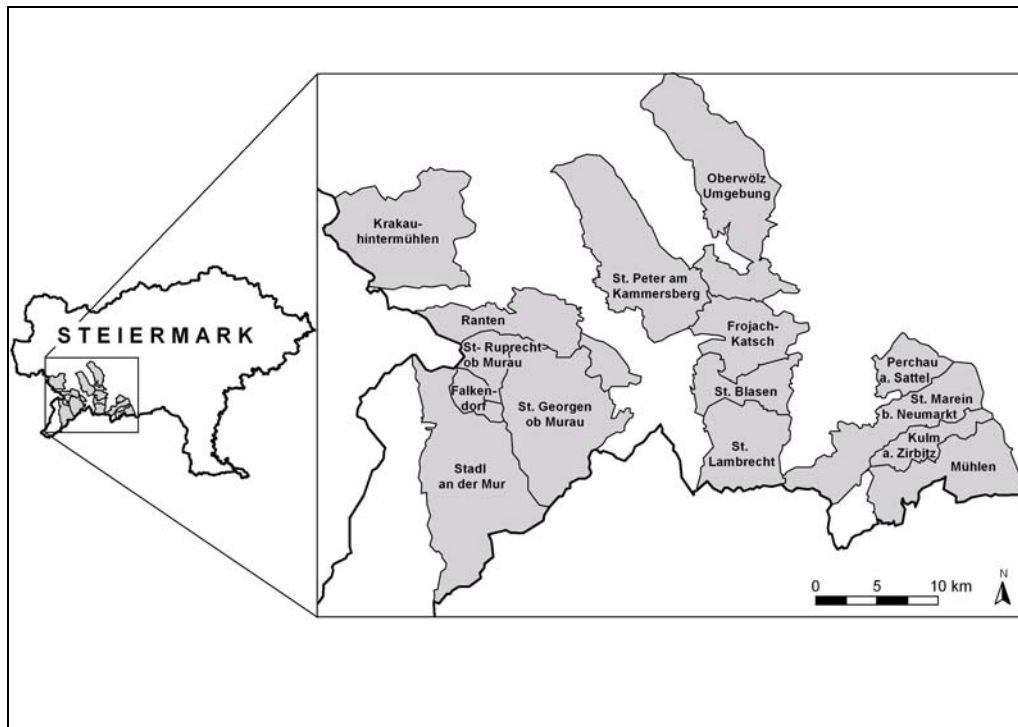 STEIERMARK
Oberwölz
Umgebung
Krakau-
hintermühlen
St. Peter am
Kammersberg
Ranten
Frojach-
Katsch
St- Ruprecht
ob Murau
Perchau
a. Sattel
Falken-
dorf
St. Blasen
St. Marein
b. Neumarkt
St. Georgen
ob Murau
Kulm
a. Zirbitz
St.
Lambrecht
Mühlen
Stadl
an der Mur
N
0 5 10 km